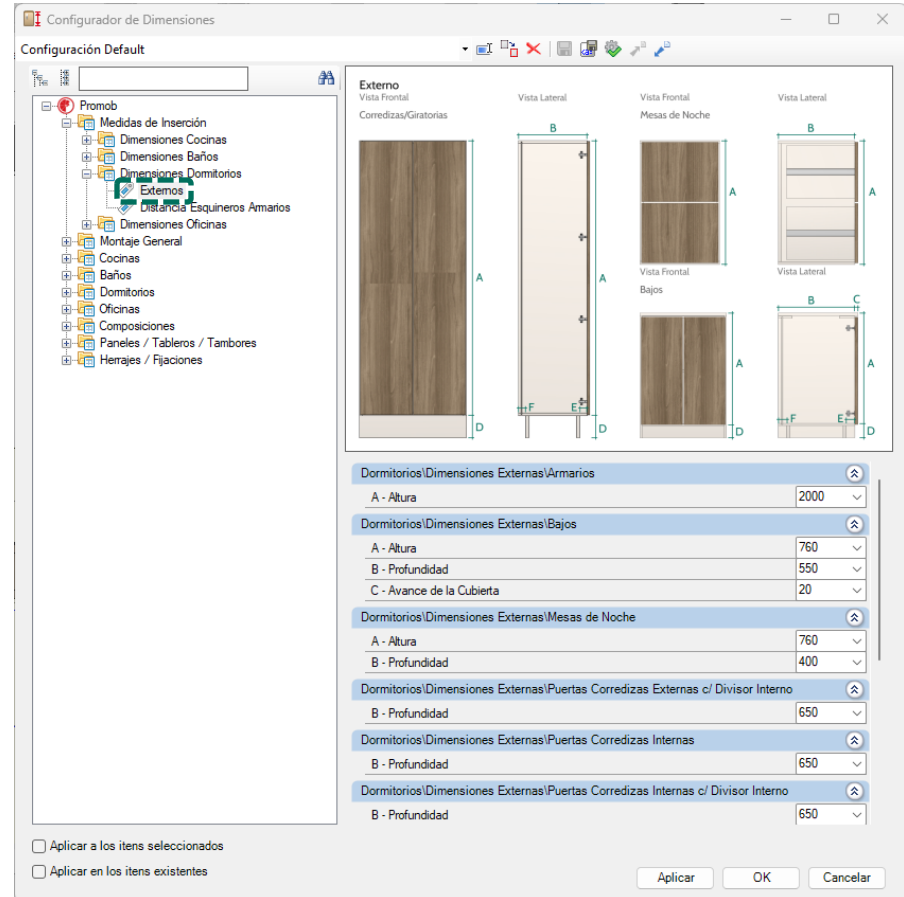 Configurador de Dimensiones
Configuración Default
Promob
Medidas de Inserción
Dimensiones Cocinas
Dimensiones Baños
Dimensiones Dormitorios
Externos
Distancia Esquineros Armarios
Dimensiones Oficinas
Montaje General
Cocinas
Baños
Dormitorios
Oficinas
Composiciones
Paneles / Tableros / Tambores
Herrajes / Fijaciones
Externo
Vista Frontal
Corredizas/Giratorias
Vista Lateral
Vista Frontal
Mesas de Noche
Vista Lateral
B
B
A
A
A
A
Vista Frontal
Bajos
Vista Lateral
B
C
A
A
F
E
D
D
F
E
D
D
Dormitorios\Dimensiones Externas\Armarios
A - Altura 2000
Dormitorios\Dimensiones Externas\Bajos
A - Altura 760
B - Profundidad 550
C - Avance de la Cubierta 20
Dormitorios\Dimensiones Externas\Mesas de Noche
A - Altura 760
B - Profundidad 400
Dormitorios\Dimensiones Externas\Puertas Corredizas Externas c/ Divisor Interno
B - Profundidad 650
Dormitorios\Dimensiones Externas\Puertas Corredizas Internas
B - Profundidad 650
Dormitorios\Dimensiones Externas\Puertas Corredizas Internas c/ Divisor Interno
B - Profundidad 650
Aplicar a los itens seleccionados
Aplicar en los itens existentes
Aplicar OK Cancelar